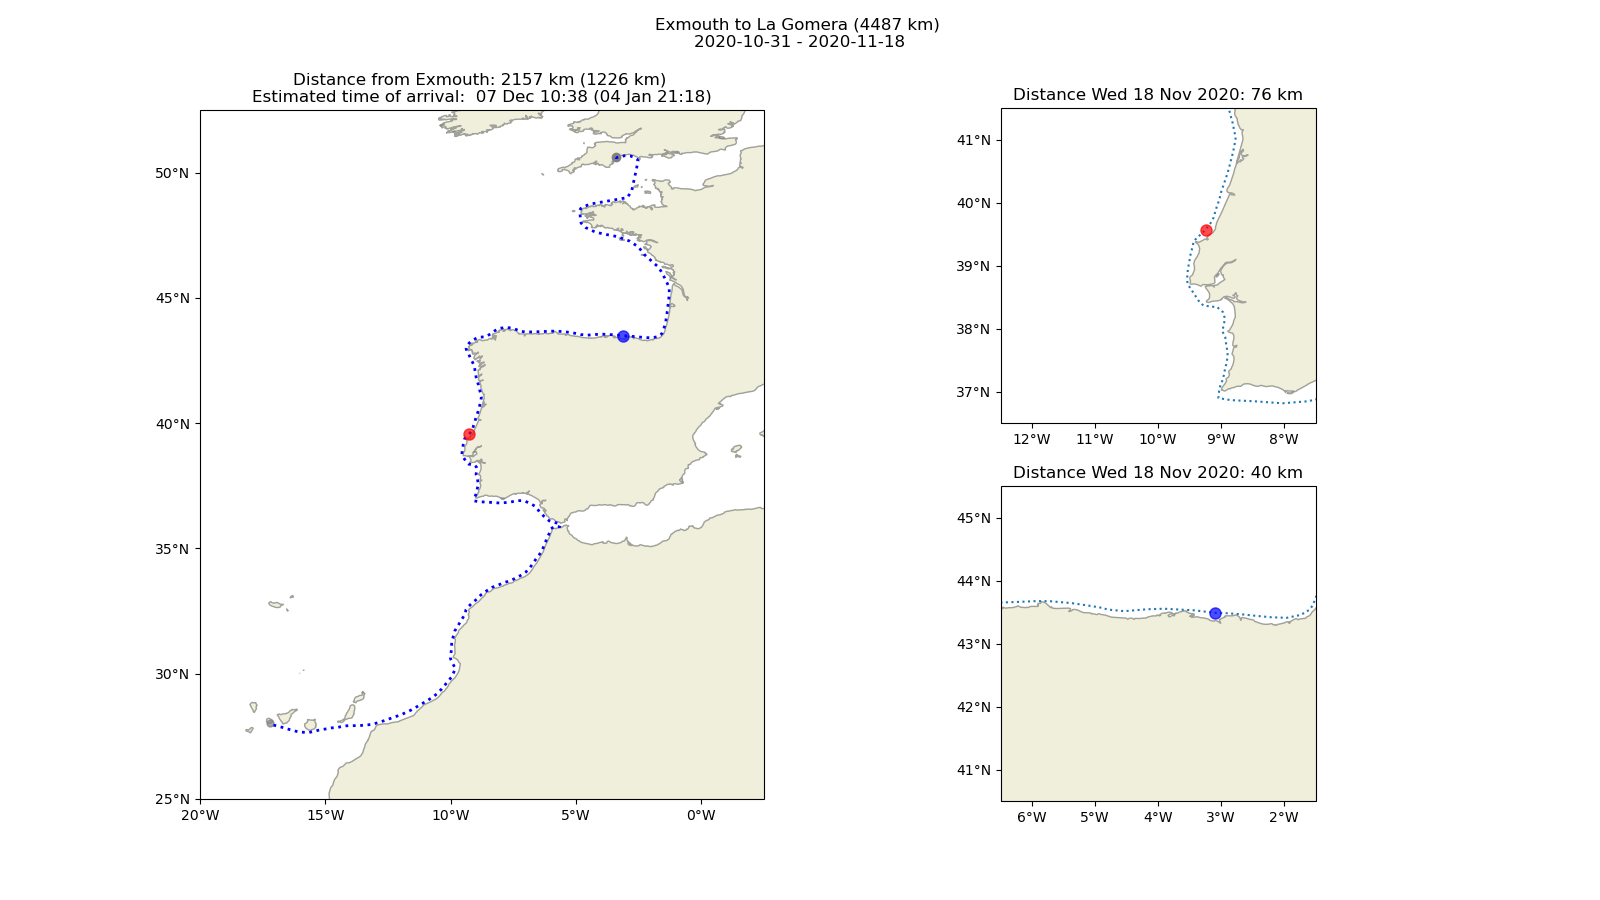 Exmouth to La Gomera (4487 km)
2020-10-31 - 2020-11-18
Distance from Exmouth: 2157 km (1226 km)
Estimated time of arrival:  07 Dec 10:38 (04 Jan 21:18)
50°N
45°N
40°N
35°N
30°N
25°N
20°W
15°W
10°W
5°W
0°W
Distance Wed 18 Nov 2020: 76 km
41°N
40°N
39°N
38°N
37°N
12°W
11°W
10°W
9°W
8°W
Distance Wed 18 Nov 2020: 40 km
45°N
44°N
43°N
42°N
41°N
6°W
5°W
4°W
3°W
2°W